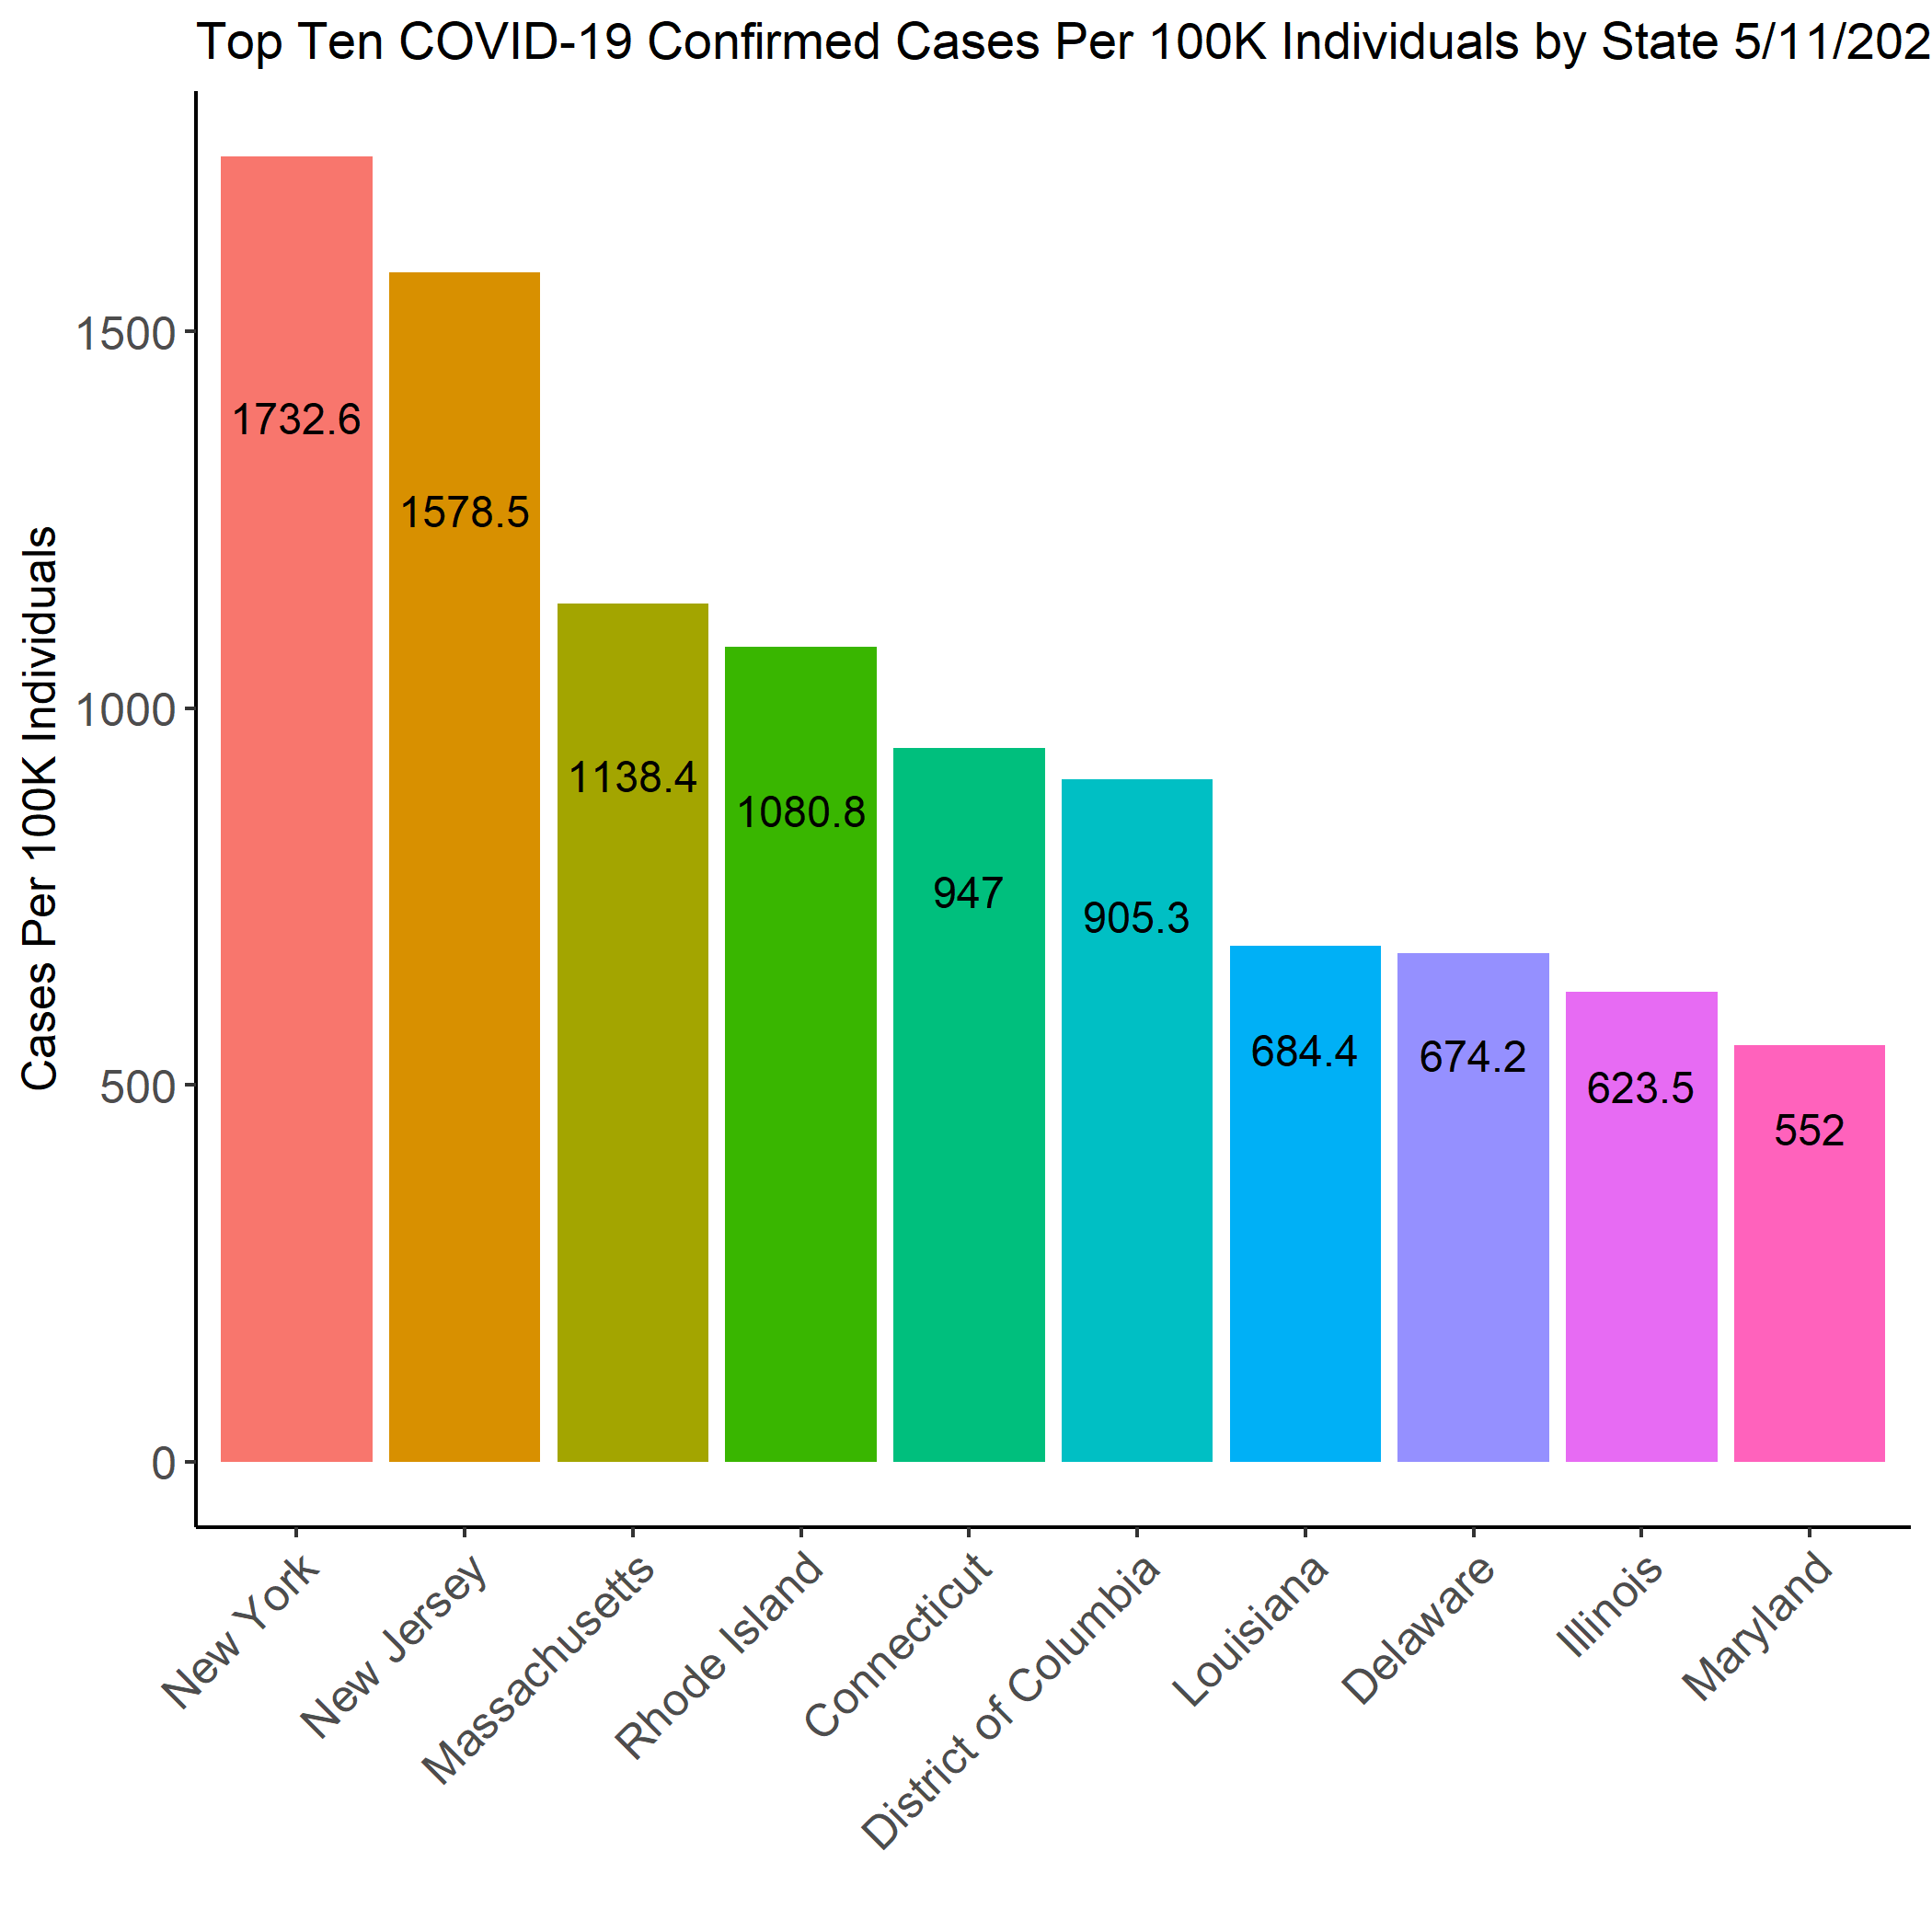 Top Ten COVID-19 Confirmed Cases Per 100K Individuals by State 5/11/202
Cases Per 100K Individuals
1500
1000
500
0
1732.6
1578.5
1138.4
1080.8
947
905.3
684.4
674.2
623.5
552
New York
New Jersey
Massachusetts
Rhode Island
Connecticut
District of Columbia
Louisiana
Delaware
Illinois
Maryland